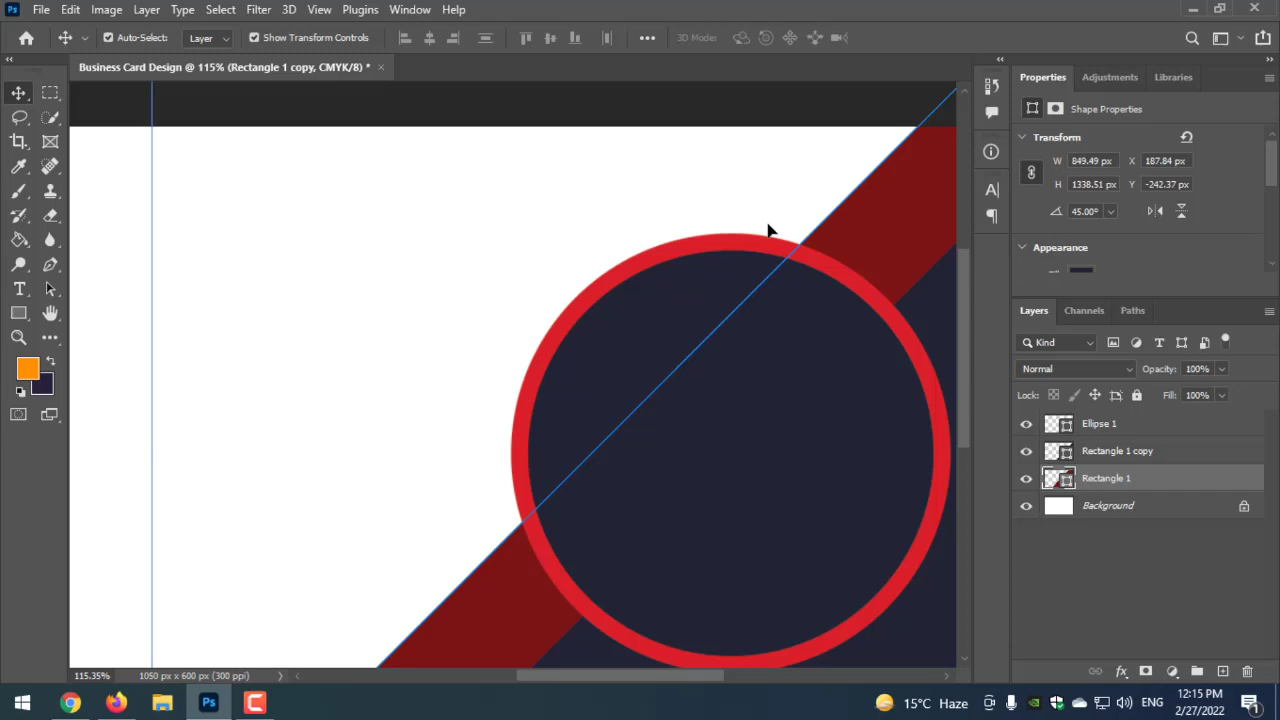 Ps File Edit Image Layer Type Select Filter 3D View Plugins Window Help
Auto-Select: Layer Show Transform Controls 3D Mode:
Business Card Design @ 115% (Rectangle 1 copy, CMYK/8) *
Properties Adjustments Libraries
Shape Properties
Transform
W 849.49 px X 187.84 px
H 1338.51 px Y -242.37 px
45.00°
Appearance
Layers Channels Paths
Kind
Normal Opacity: 100%
Lock: Fill: 100%
Ellipse 1
Rectangle 1 copy
Rectangle 1
Background
115.35% 1050 px x 600 px (300 ppi)
Ps 15°C Haze ENG 12:15 PM
2/27/2022
1